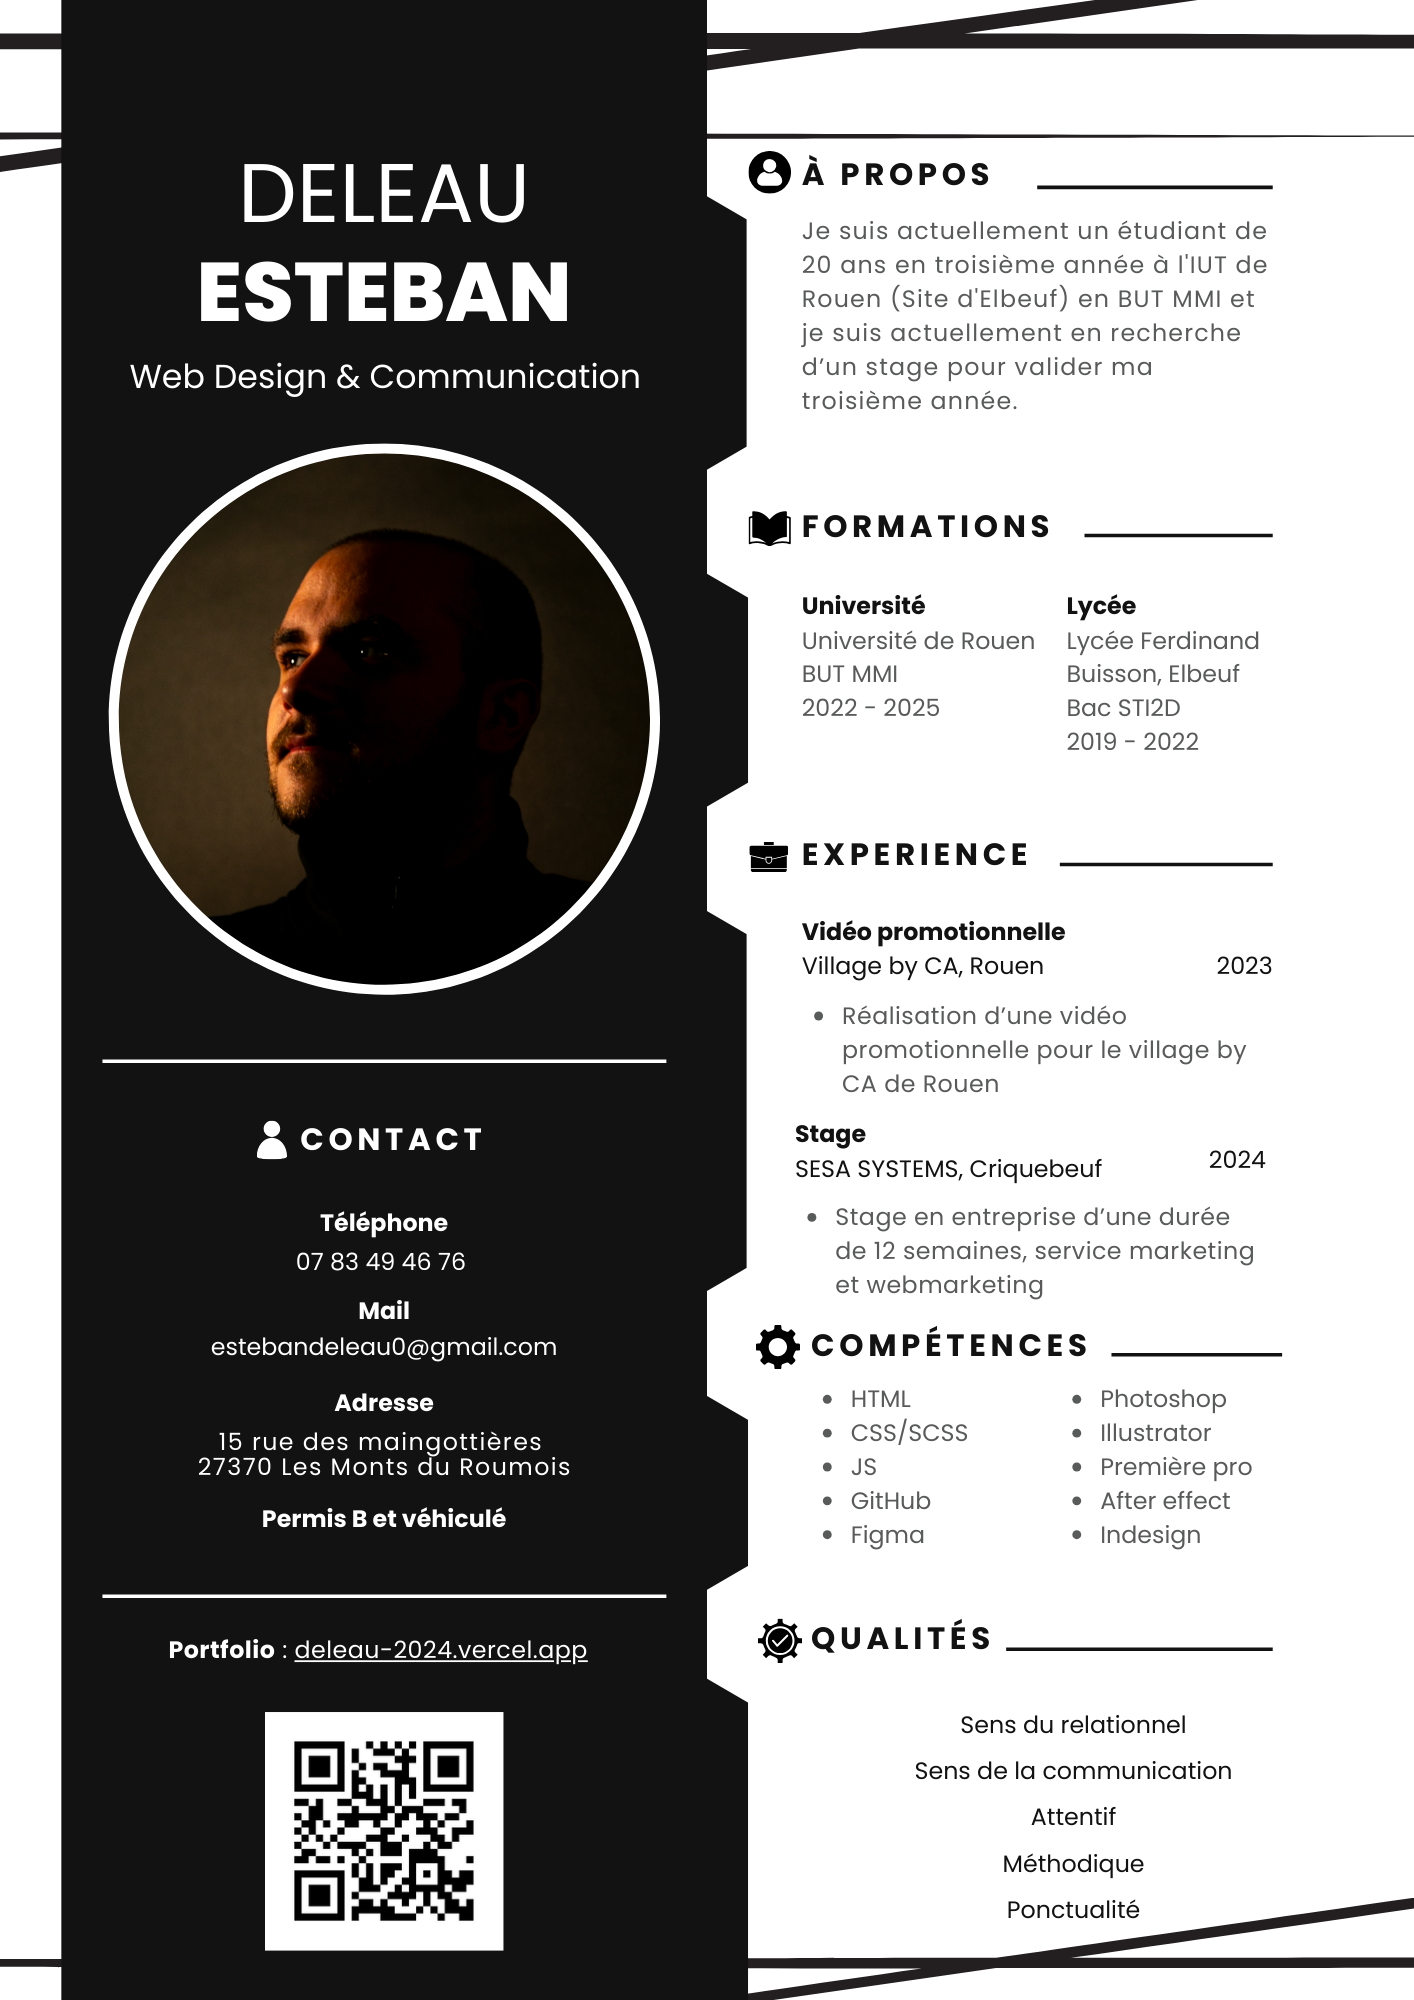 DELEAU
ESTEBAN
Web Design & Communication
CONTACT
Téléphone
07 83 49 46 76
Mail
estebandeleau0@gmail.com
Adresse
15 rue des maingottières
27370 Les Monts du Roumois
Permis B et véhiculé
Portfolio : deleau-2024.vercel.app
À PROPOS
Je suis actuellement un étudiant de
20 ans en troisième année à l'IUT de
Rouen (Site d'Elbeuf) en BUT MMI et
je suis actuellement en recherche
d’un stage pour valider ma
troisième année.
FORMATIONS
Université
Université de Rouen
BUT MMI
2022 - 2025
Lycée
Lycée Ferdinand
Buisson, Elbeuf
Bac STI2D
2019 - 2022
EXPERIENCE
Vidéo promotionnelle
Village by CA, Rouen 2023
• Réalisation d’une vidéo
promotionnelle pour le village by
CA de Rouen
Stage
SESA SYSTEMS, Criquebeuf 2024
• Stage en entreprise d’une durée
de 12 semaines, service marketing
et webmarketing
COMPÉTENCES
• HTML
• CSS/SCSS
• JS
• GitHub
• Figma
• Photoshop
• Illustrator
• Première pro
• After effect
• Indesign
QUALITÉS
Sens du relationnel
Sens de la communication
Attentif
Méthodique
Ponctualité